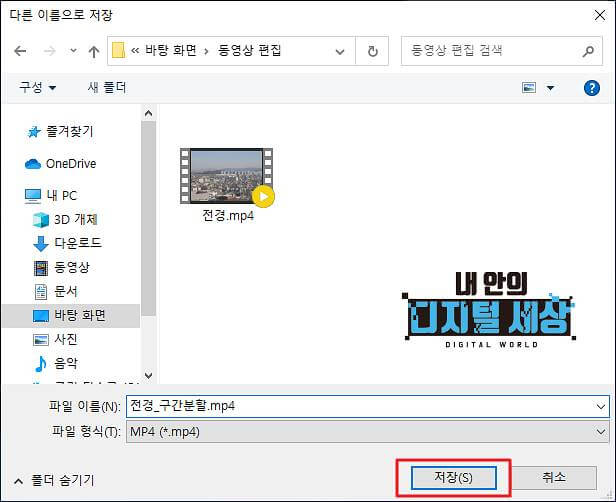 다른 이름으로 저장
« 바탕 화면 > 동영상 편집
동영상 편집 검색
구성
새 폴더
즐겨찾기
OneDrive
내 PC
3D 개체
다운로드
동영상
문서
바탕 화면
사진
음악
전경.mp4
내 안의
디지털 세상
DIGITAL WORLD
파일 이름(N): 전경_구간분할.mp4
파일 형식(T): MP4 (*.mp4)
폴더 숨기기
저장(S)
취소